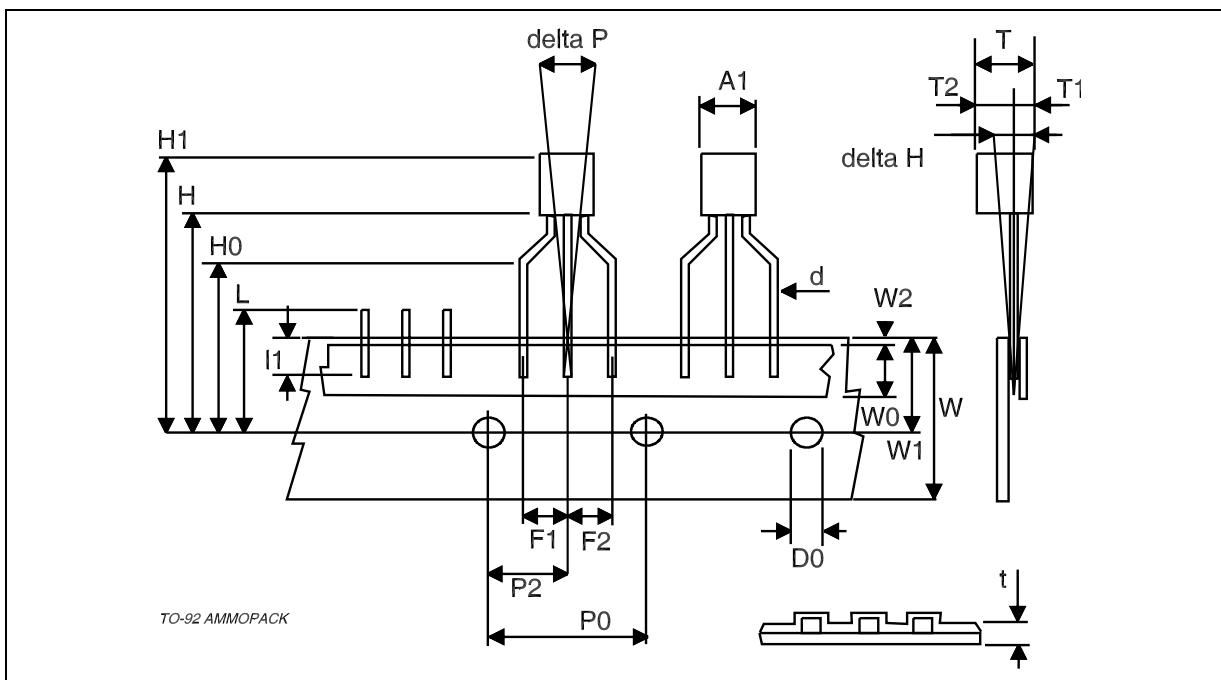 delta P
T
A1
T2
T1
H1
delta H
H
H0
d
L
W2
l1
W
W0
W1
F1
F2
D0
P2
t
TO-92 AMMOPACK
P0